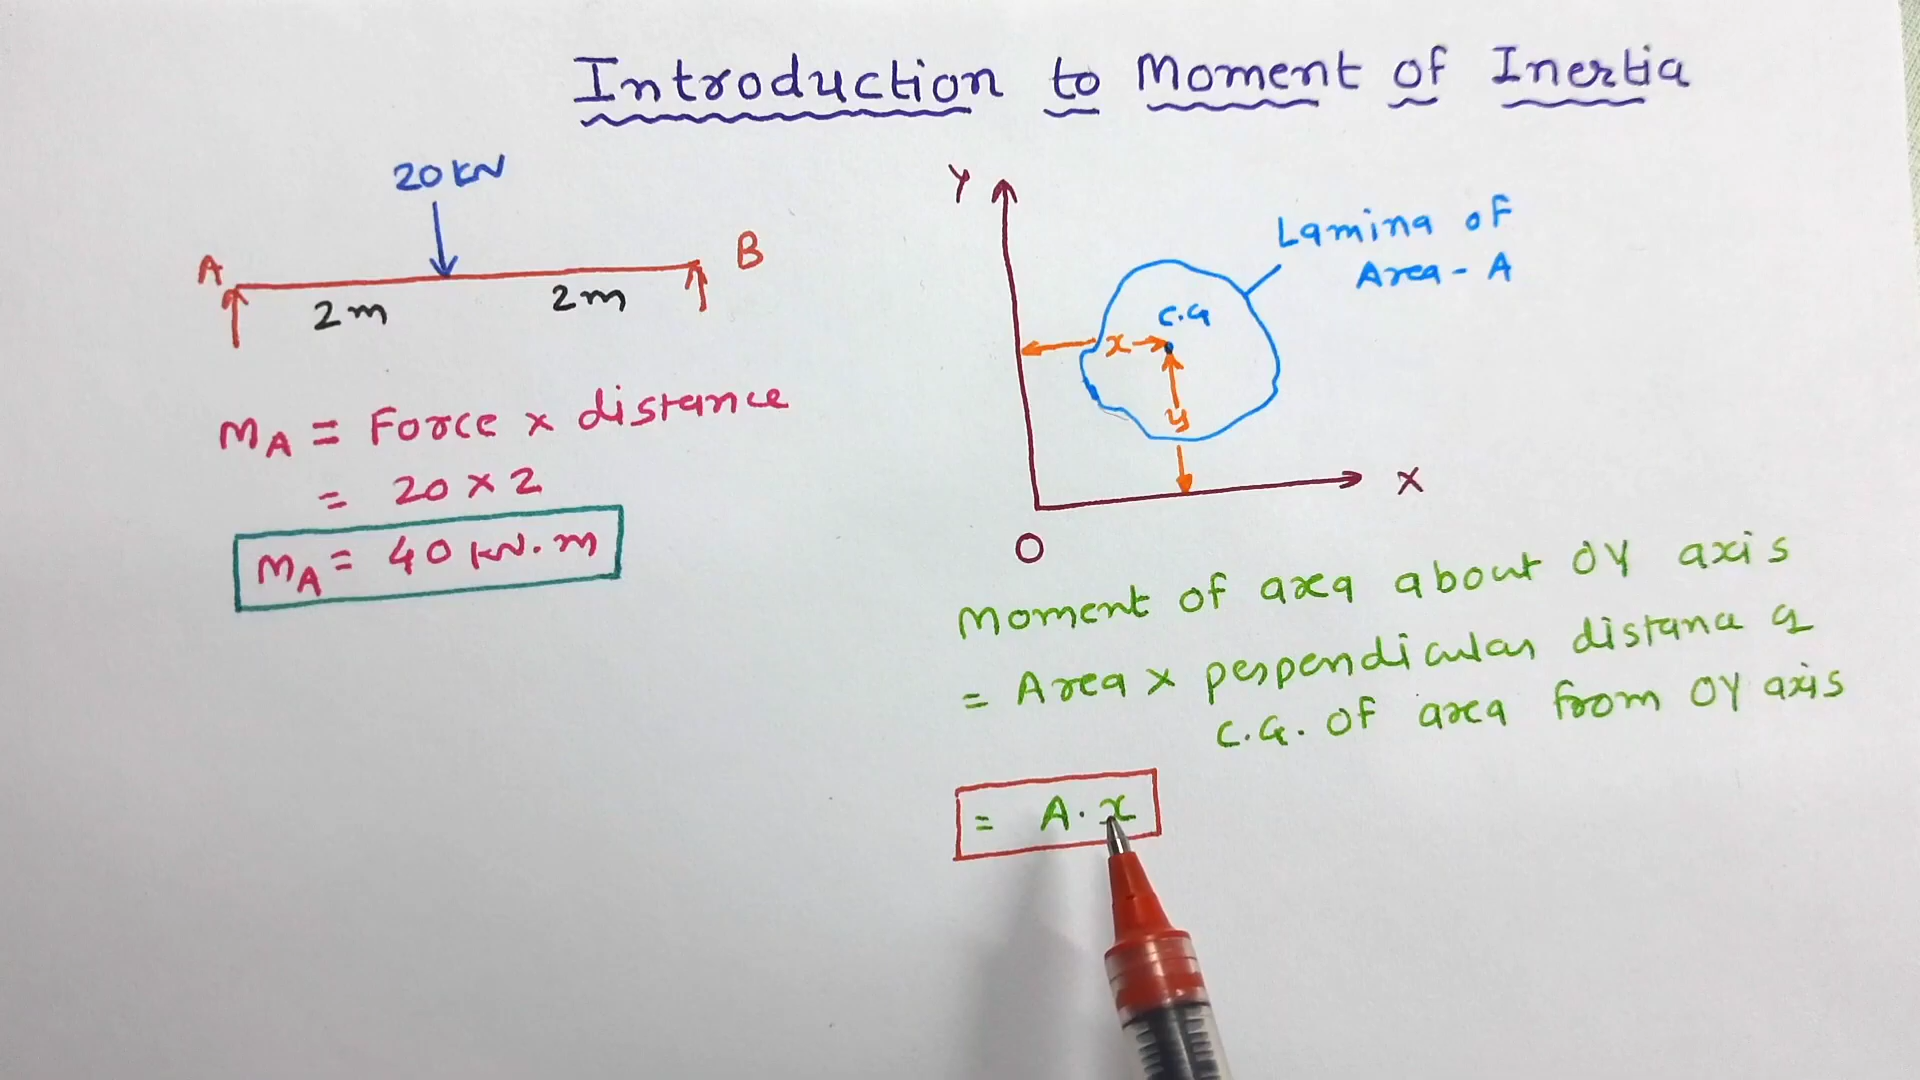 Introduction to Moment of Inertia
20 kN
A
B
2m
2m
MA = Force x distance
= 20 x 2
MA = 40 kN.m
Y
Lamina of
Area - A
C.G
x
y
X
O
Moment of area about OY axis
= Area x perpendicular distance of
C.G. of area from OY axis
= A.x